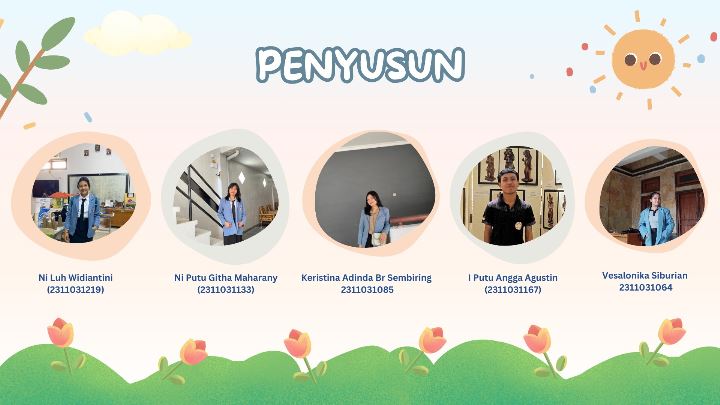 PENYUSUN
Ni Luh Widiantini
(2311031219)
Ni Putu Githa Maharany
(2311031133)
Keristina Adinda Br Sembiring
2311031085
I Putu Angga Agustin
(2311031167)
Vesalonika Siburian
2311031064